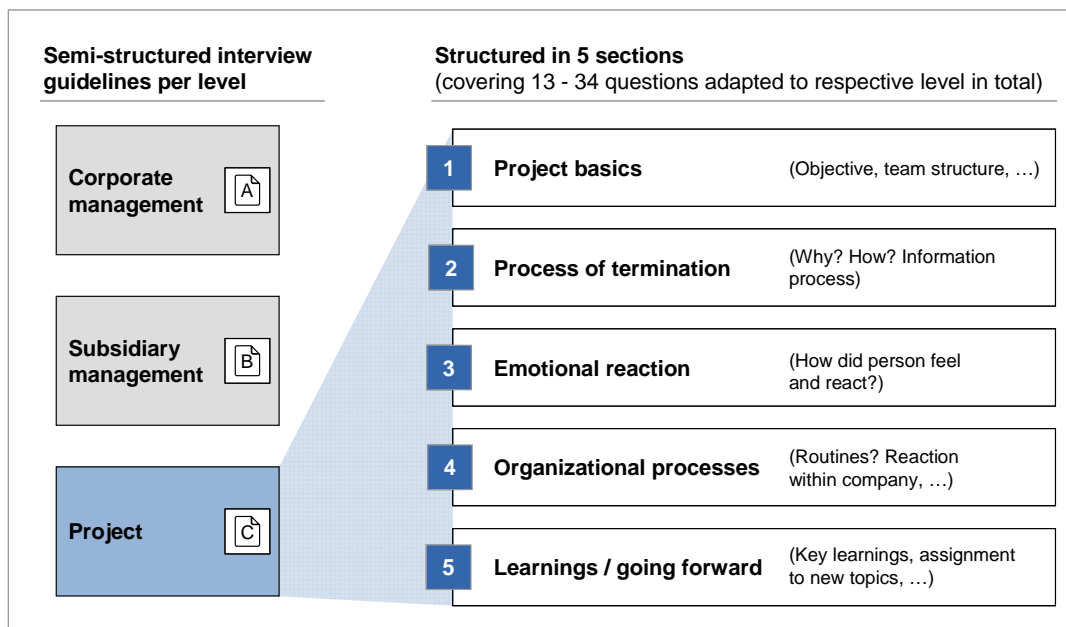 Semi-structured interview
guidelines per level
Corporate
management
A
Subsidiary
management
B
Project
C
Structured in 5 sections
(covering 13 - 34 questions adapted to respective level in total)
1
Project basics
(Objective, team structure, …)
2
Process of termination
(Why? How? Information
process)
3
Emotional reaction
(How did person feel
and react?)
4
Organizational processes
(Routines? Reaction
within company, …)
5
Learnings / going forward
(Key learnings, assignment
to new topics, …)